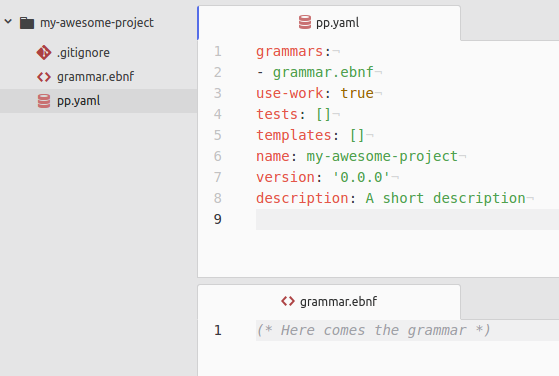 my-awesome-project
.gitignore
grammar.ebnf
pp.yaml
pp.yaml
1 grammars:¬
2 - grammar.ebnf¬
3 use-work: true¬
4 tests: []¬
5 templates: []¬
6 name: my-awesome-project¬
7 version: '0.0.0'¬
8 description: A short description¬
9
grammar.ebnf
1 (* Here comes the grammar *)¬